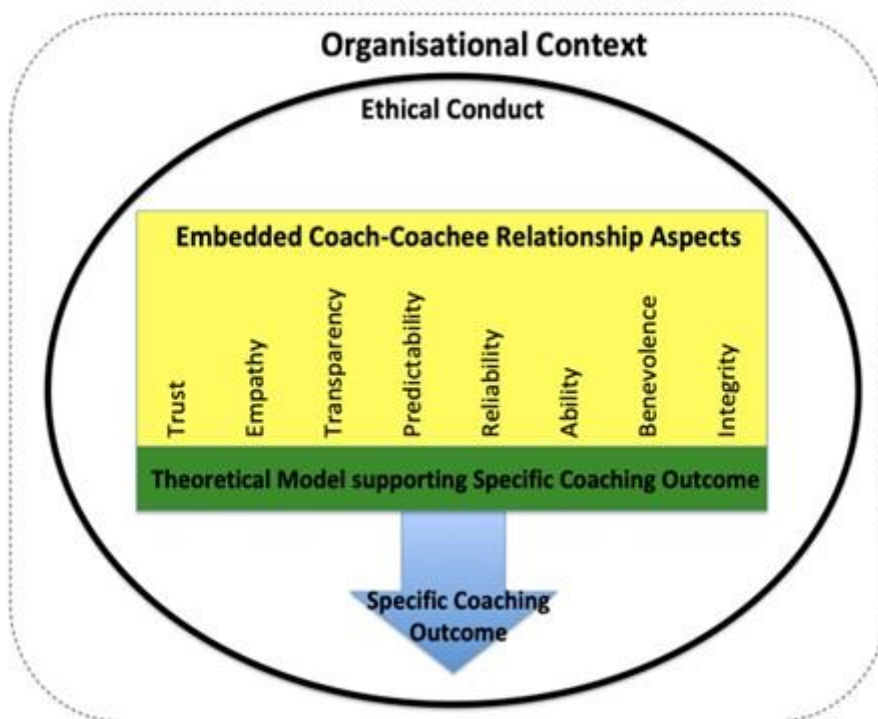 Organisational Context
Ethical Conduct
Embedded Coach-Coachee Relationship Aspects
Trust
Empathy
Transparency
Predictability
Reliability
Ability
Benevolence
Integrity
Theoretical Model supporting Specific Coaching Outcome
Specific Coaching
Outcome